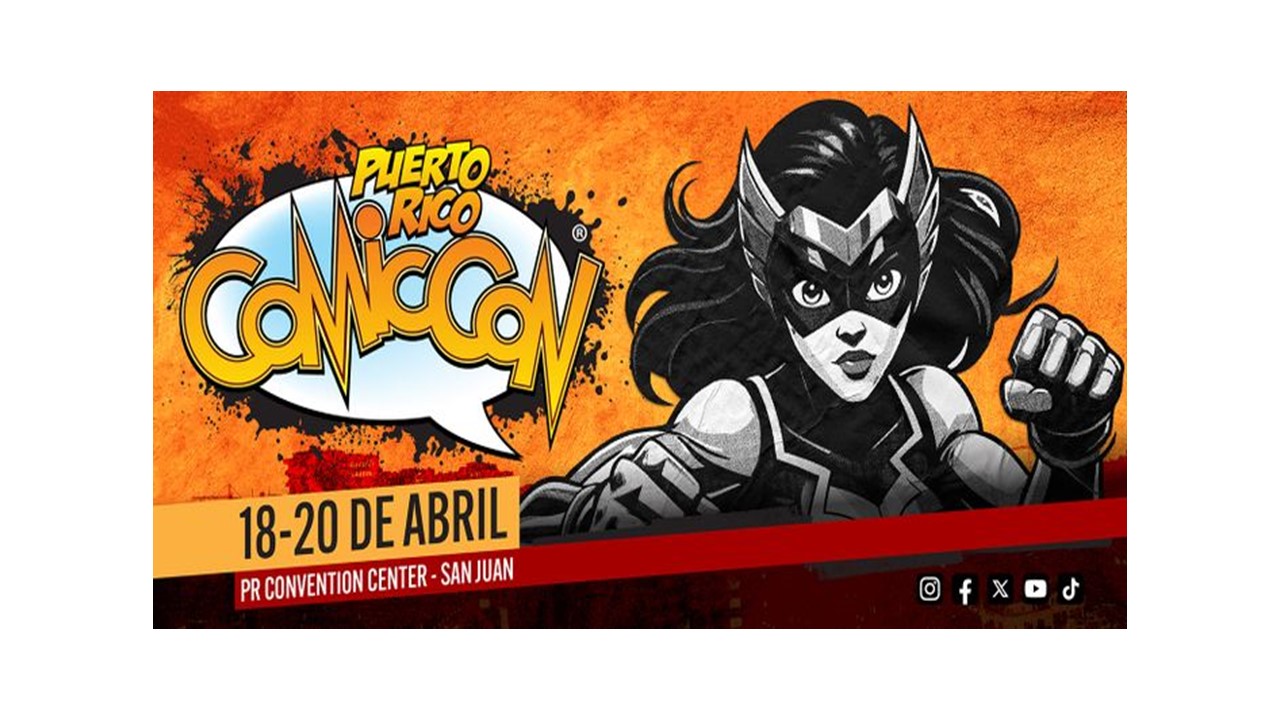 PUERTO
RICO
COMICCON®
18-20 DE ABRIL
PR CONVENTION CENTER - SAN JUAN